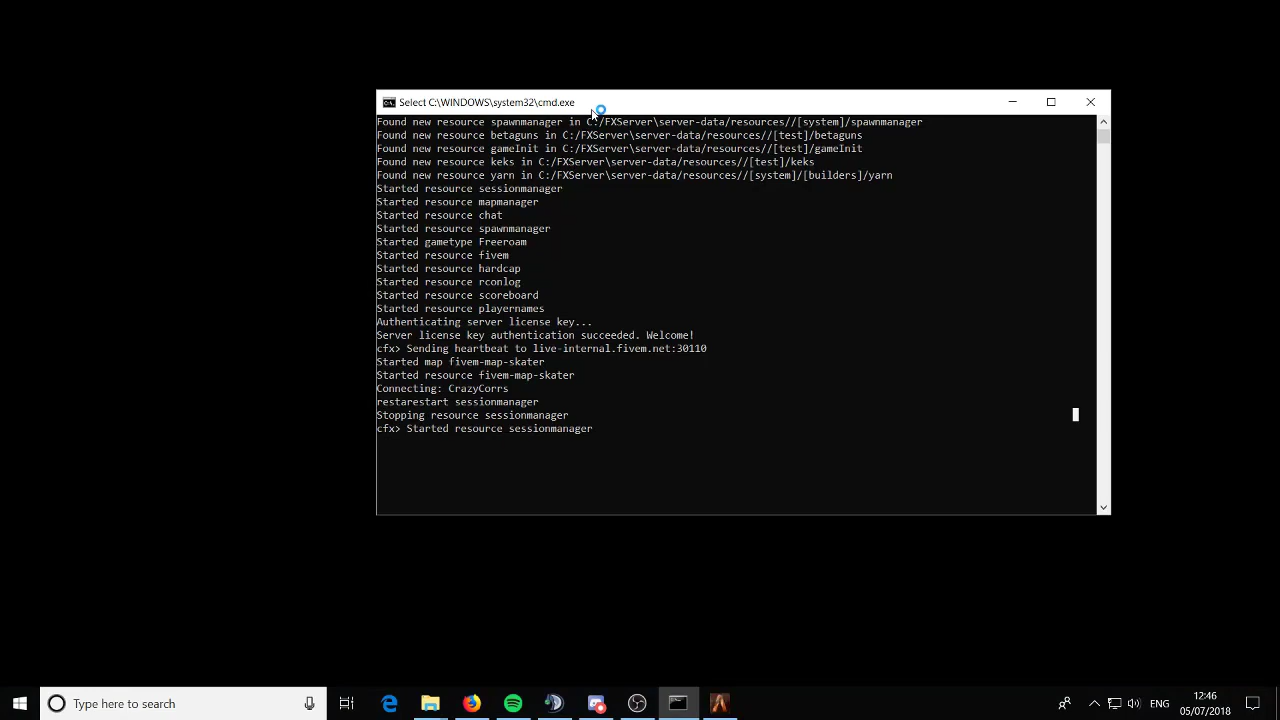 Select C:\WINDOWS\system32\cmd.exe
Found new resource spawnmanager in C:/FXServer\server-data/resources//[system]/spawnmanager
Found new resource betaguns in C:/FXServer\server-data/resources//[test]/betaguns
Found new resource gameInit in C:/FXServer\server-data/resources//[test]/gameInit
Found new resource keks in C:/FXServer\server-data/resources//[test]/keks
Found new resource yarn in C:/FXServer\server-data/resources//[system]/[builders]/yarn
Started resource sessionmanager
Started resource mapmanager
Started resource chat
Started resource spawnmanager
Started gametype Freeroam
Started resource fivem
Started resource hardcap
Started resource rconlog
Started resource scoreboard
Started resource playernames
Authenticating server license key...
Server license key authentication succeeded. Welcome!
cfx> Sending heartbeat to live-internal.fivem.net:30110
Started map fivem-map-skater
Started resource fivem-map-skater
Connecting: CrazyCorrs
restarestart sessionmanager
Stopping resource sessionmanager
cfx> Started resource sessionmanager
Type here to search
ENG
12:46
05/07/2018